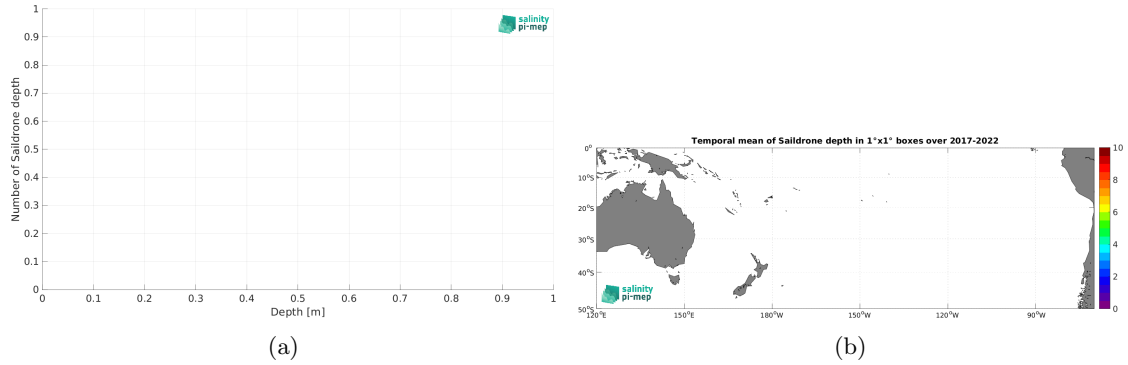 1
0.9
0.8
0.7
0.6
0.5
0.4
0.3
0.2
0.1
0
Number of Saildrone depth
0 0.1 0.2 0.3 0.4 0.5 0.6 0.7 0.8 0.9 1
Depth [m]
salinity
pi-mep
(a)
Temporal mean of Saildrone depth in 1°x1° boxes over 2017-2022
0°
10°S
20°S
30°S
40°S
50°S
120°E 150°E 180°W 150°W 120°W 90°W
salinity
pi-mep
10
8
6
4
2
0
(b)